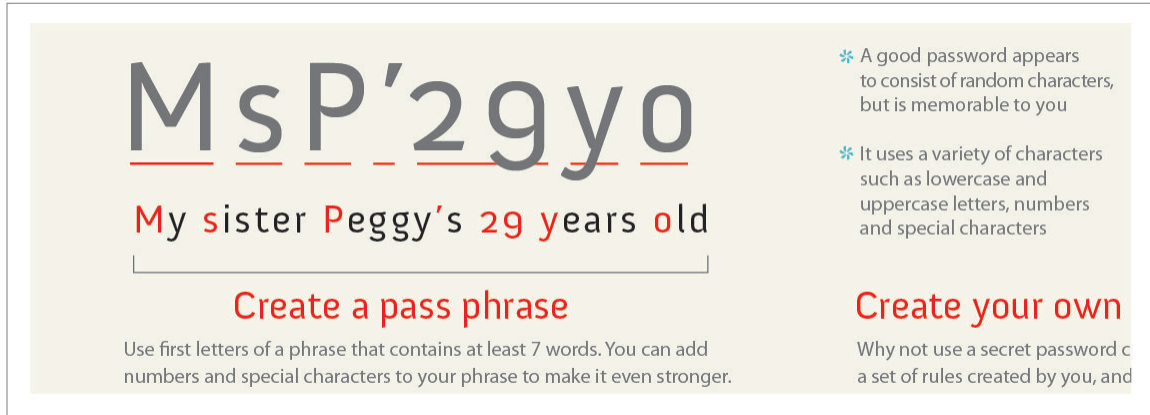 MsP'29yo
My sister Peggy's 29 years old
Create a pass phrase
Use first letters of a phrase that contains at least 7 words. You can add
numbers and special characters to your phrase to make it even stronger.
* A good password appears
to consist of random characters,
but is memorable to you
* It uses a variety of characters
such as lowercase and
uppercase letters, numbers
and special characters
Create your own
Why not use a secret password c
a set of rules created by you, and